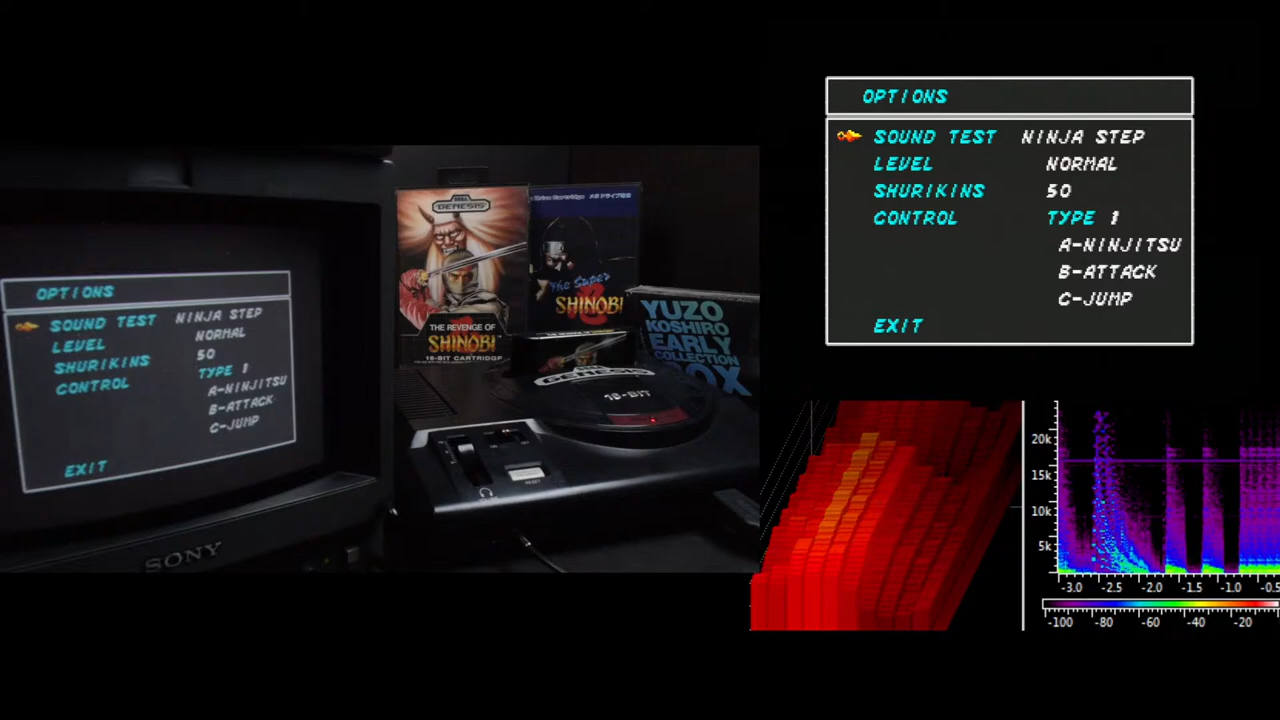 OPTIONS
SOUND TEST NINJA STEP
LEVEL NORMAL
SHURIKINS 50
CONTROL TYPE 1
A-NINJITSU
B-ATTACK
C-JUMP
EXIT
SONY
SEGA
GENESIS
THE REVENGE OF
SHINOBI
16-BIT CARTRIDGE
The Super
SHINOBI
YUZO
KOSHIRO
EARLY
COLLECTION
BOX
GENESIS
16-BIT
RESET
OPTIONS
SOUND TEST NINJA STEP
LEVEL NORMAL
SHURIKINS 50
CONTROL TYPE 1
A-NINJITSU
B-ATTACK
C-JUMP
EXIT
20k
15k
10k
5k
-3.0 -2.5 -2.0 -1.5 -1.0 -0.5
-100 -80 -60 -40 -20